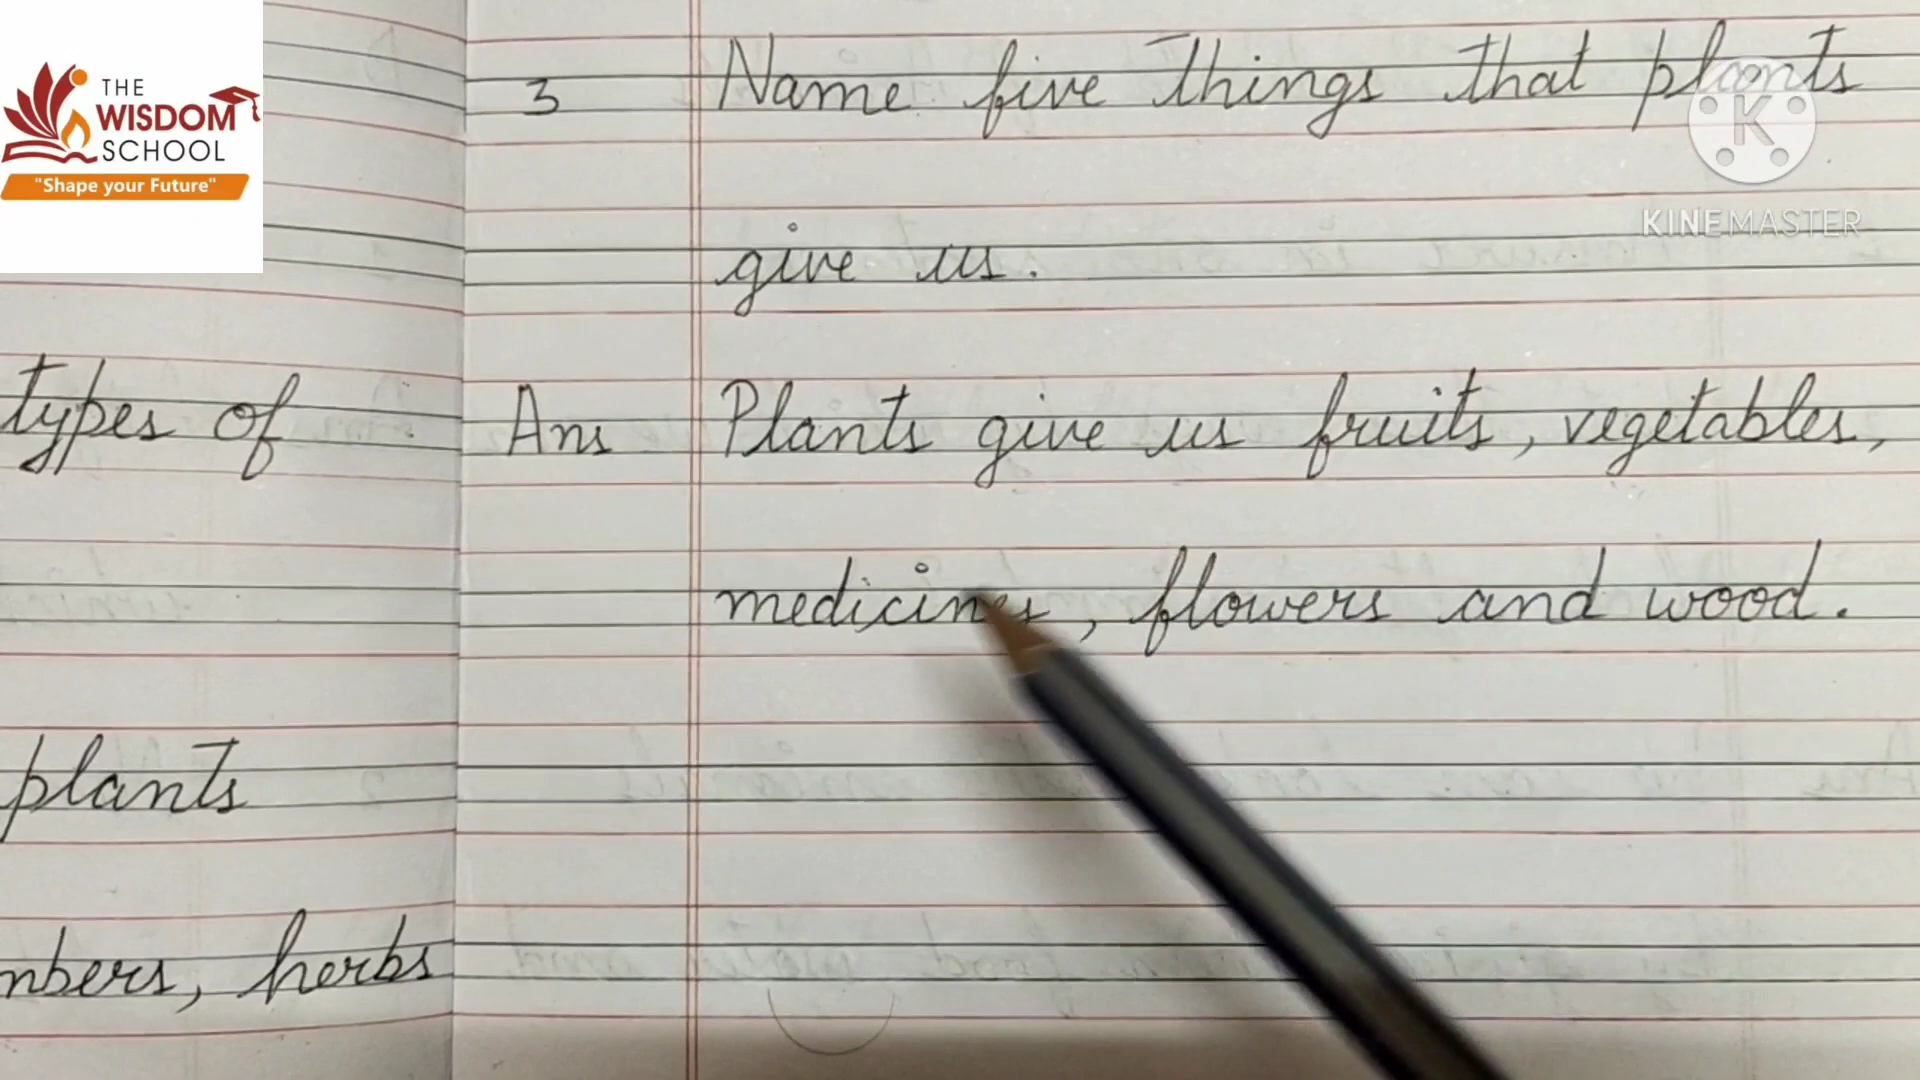 THE
WISDOM
SCHOOL
"Shape your Future"
K
KINEMASTER
types of
plants
nbers, herbs
3 Name five things that plants
give us.
Ans Plants give us fruits, vegetables,
medicines, flowers and wood.